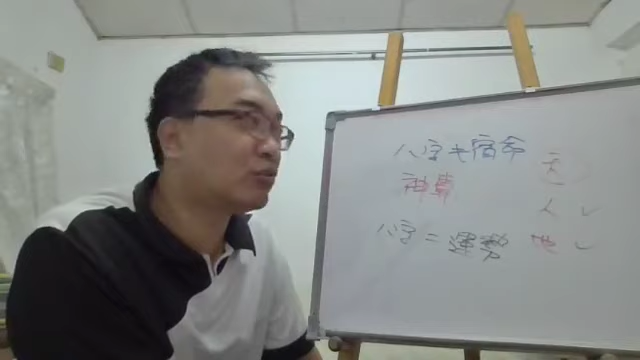 八字≠宿命 天
神算
人 ✓
八字=運勢 地 ✓